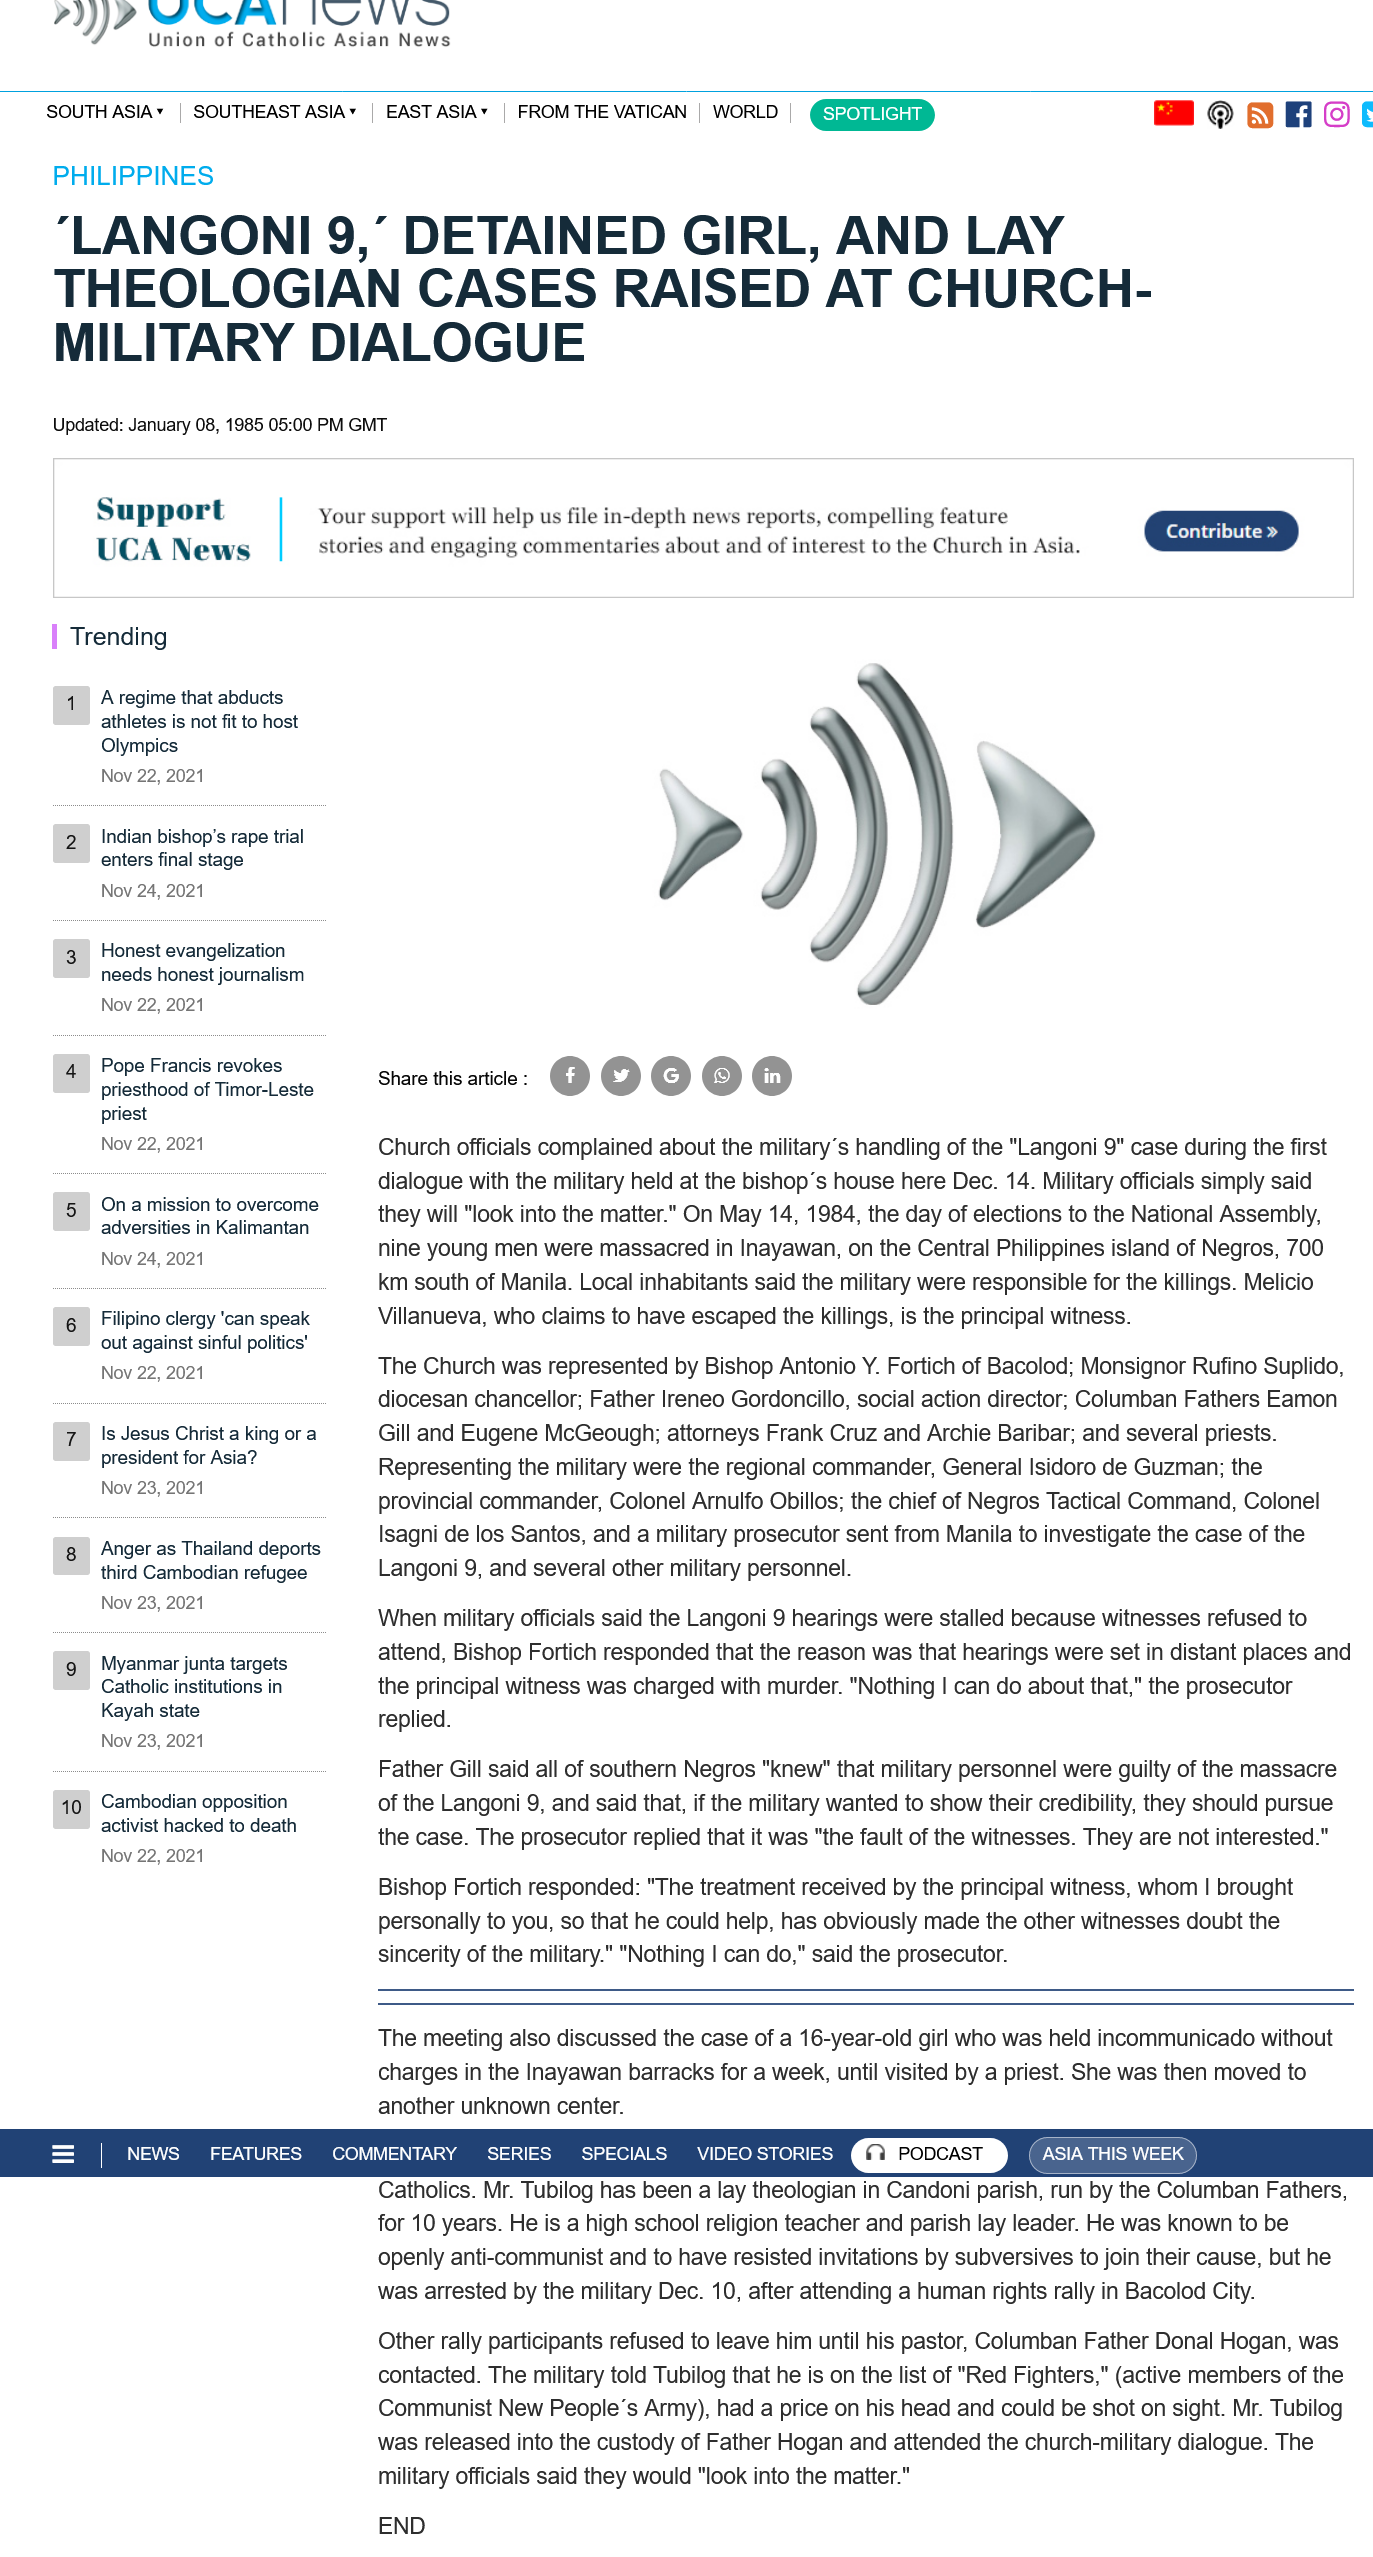 UCAnews
Union of Catholic Asian News
SOUTH ASIA SOUTHEAST ASIA EAST ASIA FROM THE VATICAN WORLD SPOTLIGHT
PHILIPPINES
´LANGONI 9,´ DETAINED GIRL, AND LAY
THEOLOGIAN CASES RAISED AT CHURCH-
MILITARY DIALOGUE
Updated: January 08, 1985 05:00 PM GMT
Support
UCA News
Your support will help us file in-depth news reports, compelling feature
stories and engaging commentaries about and of interest to the Church in Asia.
Contribute »
Trending
1
A regime that abducts
athletes is not fit to host
Olympics
Nov 22, 2021
2
Indian bishop’s rape trial
enters final stage
Nov 24, 2021
3
Honest evangelization
needs honest journalism
Nov 22, 2021
4
Pope Francis revokes
priesthood of Timor-Leste
priest
Nov 22, 2021
5
On a mission to overcome
adversities in Kalimantan
Nov 24, 2021
6
Filipino clergy 'can speak
out against sinful politics'
Nov 22, 2021
7
Is Jesus Christ a king or a
president for Asia?
Nov 23, 2021
8
Anger as Thailand deports
third Cambodian refugee
Nov 23, 2021
9
Myanmar junta targets
Catholic institutions in
Kayah state
Nov 23, 2021
10
Cambodian opposition
activist hacked to death
Nov 22, 2021
Share this article :
Church officials complained about the military´s handling of the "Langoni 9" case during the first
dialogue with the military held at the bishop´s house here Dec. 14. Military officials simply said
they will "look into the matter." On May 14, 1984, the day of elections to the National Assembly,
nine young men were massacred in Inayawan, on the Central Philippines island of Negros, 700
km south of Manila. Local inhabitants said the military were responsible for the killings. Melicio
Villanueva, who claims to have escaped the killings, is the principal witness.
The Church was represented by Bishop Antonio Y. Fortich of Bacolod; Monsignor Rufino Suplido,
diocesan chancellor; Father Ireneo Gordoncillo, social action director; Columban Fathers Eamon
Gill and Eugene McGeough; attorneys Frank Cruz and Archie Baribar; and several priests.
Representing the military were the regional commander, General Isidoro de Guzman; the
provincial commander, Colonel Arnulfo Obillos; the chief of Negros Tactical Command, Colonel
Isagni de los Santos, and a military prosecutor sent from Manila to investigate the case of the
Langoni 9, and several other military personnel.
When military officials said the Langoni 9 hearings were stalled because witnesses refused to
attend, Bishop Fortich responded that the reason was that hearings were set in distant places and
the principal witness was charged with murder. "Nothing I can do about that," the prosecutor
replied.
Father Gill said all of southern Negros "knew" that military personnel were guilty of the massacre
of the Langoni 9, and said that, if the military wanted to show their credibility, they should pursue
the case. The prosecutor replied that it was "the fault of the witnesses. They are not interested."
Bishop Fortich responded: "The treatment received by the principal witness, whom I brought
personally to you, so that he could help, has obviously made the other witnesses doubt the
sincerity of the military." "Nothing I can do," said the prosecutor.
The meeting also discussed the case of a 16-year-old girl who was held incommunicado without
charges in the Inayawan barracks for a week, until visited by a priest. She was then moved to
another unknown center.
NEWS FEATURES COMMENTARY SERIES SPECIALS VIDEO STORIES PODCAST ASIA THIS WEEK
Catholics. Mr. Tubilog has been a lay theologian in Candoni parish, run by the Columban Fathers,
for 10 years. He is a high school religion teacher and parish lay leader. He was known to be
openly anti-communist and to have resisted invitations by subversives to join their cause, but he
was arrested by the military Dec. 10, after attending a human rights rally in Bacolod City.
Other rally participants refused to leave him until his pastor, Columban Father Donal Hogan, was
contacted. The military told Tubilog that he is on the list of "Red Fighters," (active members of the
Communist New People´s Army), had a price on his head and could be shot on sight. Mr. Tubilog
was released into the custody of Father Hogan and attended the church-military dialogue. The
military officials said they would "look into the matter."
END